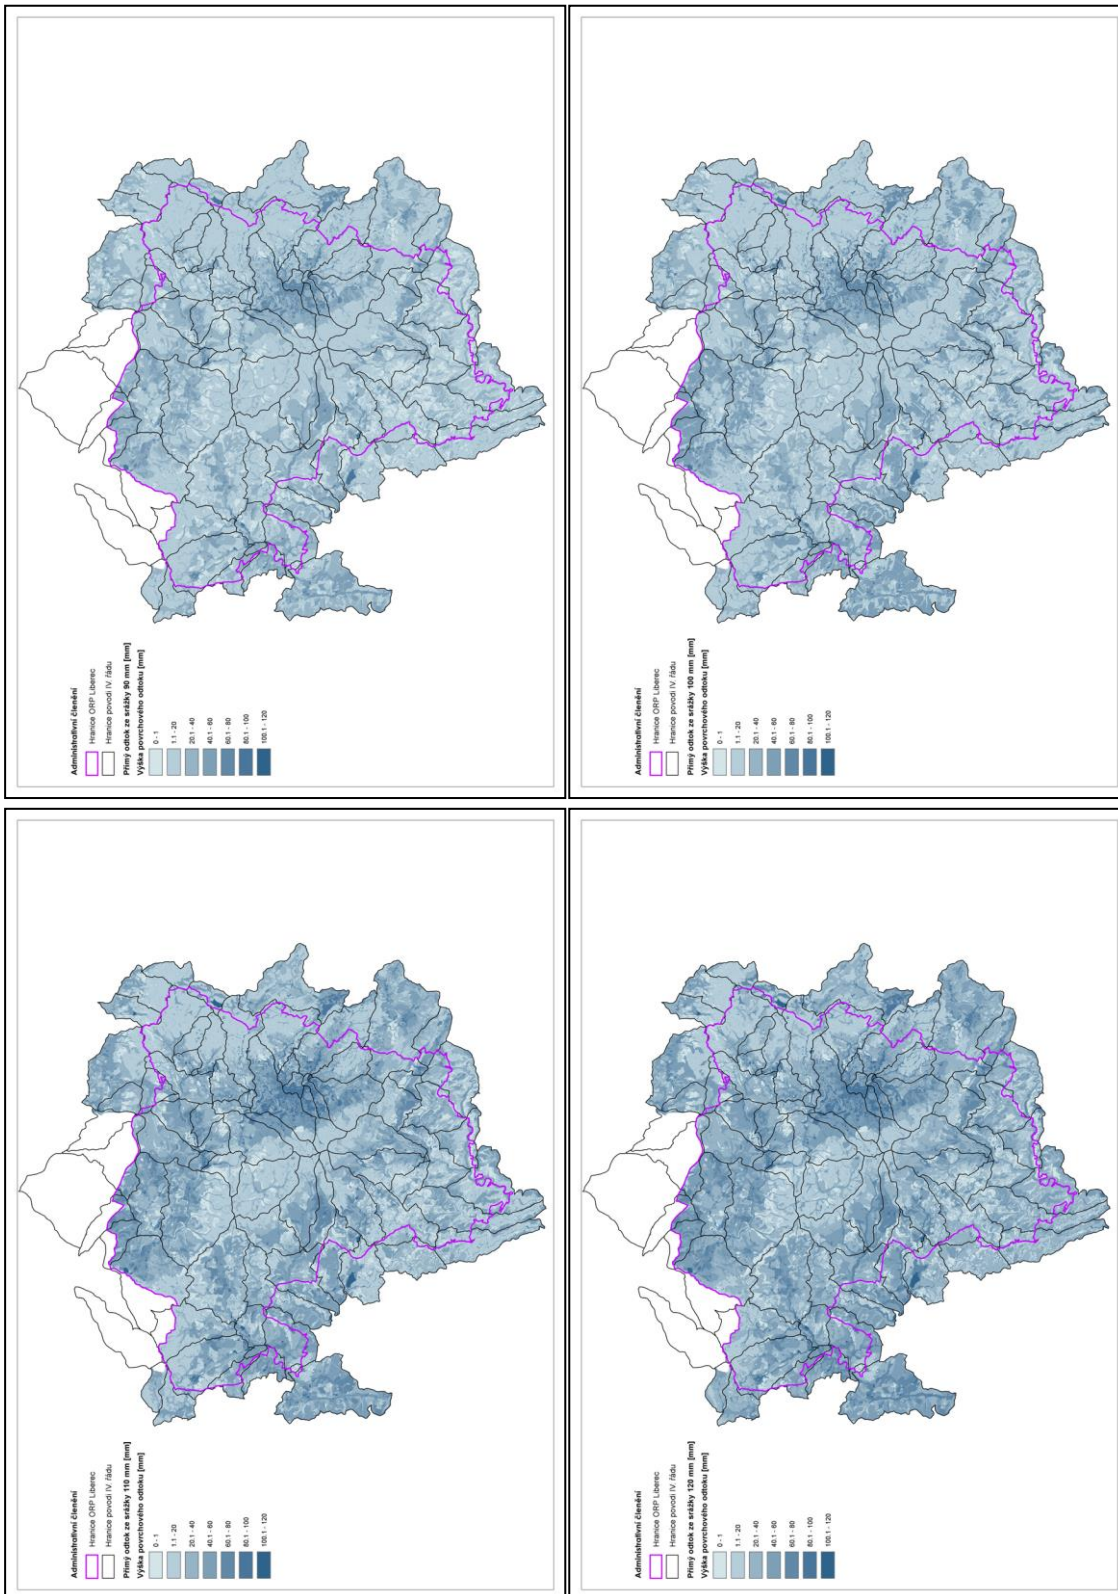 Administrativní členění
Hranice ORP Liberec
Hranice povodí IV. řádu
Přímý odtok ze srážky 90 mm [mm]
Výška povrchového odtoku [mm]
0 - 1
1.1 - 20
20.1 - 40
40.1 - 60
60.1 - 80
80.1 - 100
100.1 - 120
Administrativní členění
Hranice ORP Liberec
Hranice povodí IV. řádu
Přímý odtok ze srážky 100 mm [mm]
Výška povrchového odtoku [mm]
0 - 1
1.1 - 20
20.1 - 40
40.1 - 60
60.1 - 80
80.1 - 100
100.1 - 120
Administrativní členění
Hranice ORP Liberec
Hranice povodí IV. řádu
Přímý odtok ze srážky 110 mm [mm]
Výška povrchového odtoku [mm]
0 - 1
1.1 - 20
20.1 - 40
40.1 - 60
60.1 - 80
80.1 - 100
100.1 - 120
Administrativní členění
Hranice ORP Liberec
Hranice povodí IV. řádu
Přímý odtok ze srážky 120 mm [mm]
Výška povrchového odtoku [mm]
0 - 1
1.1 - 20
20.1 - 40
40.1 - 60
60.1 - 80
80.1 - 100
100.1 - 120